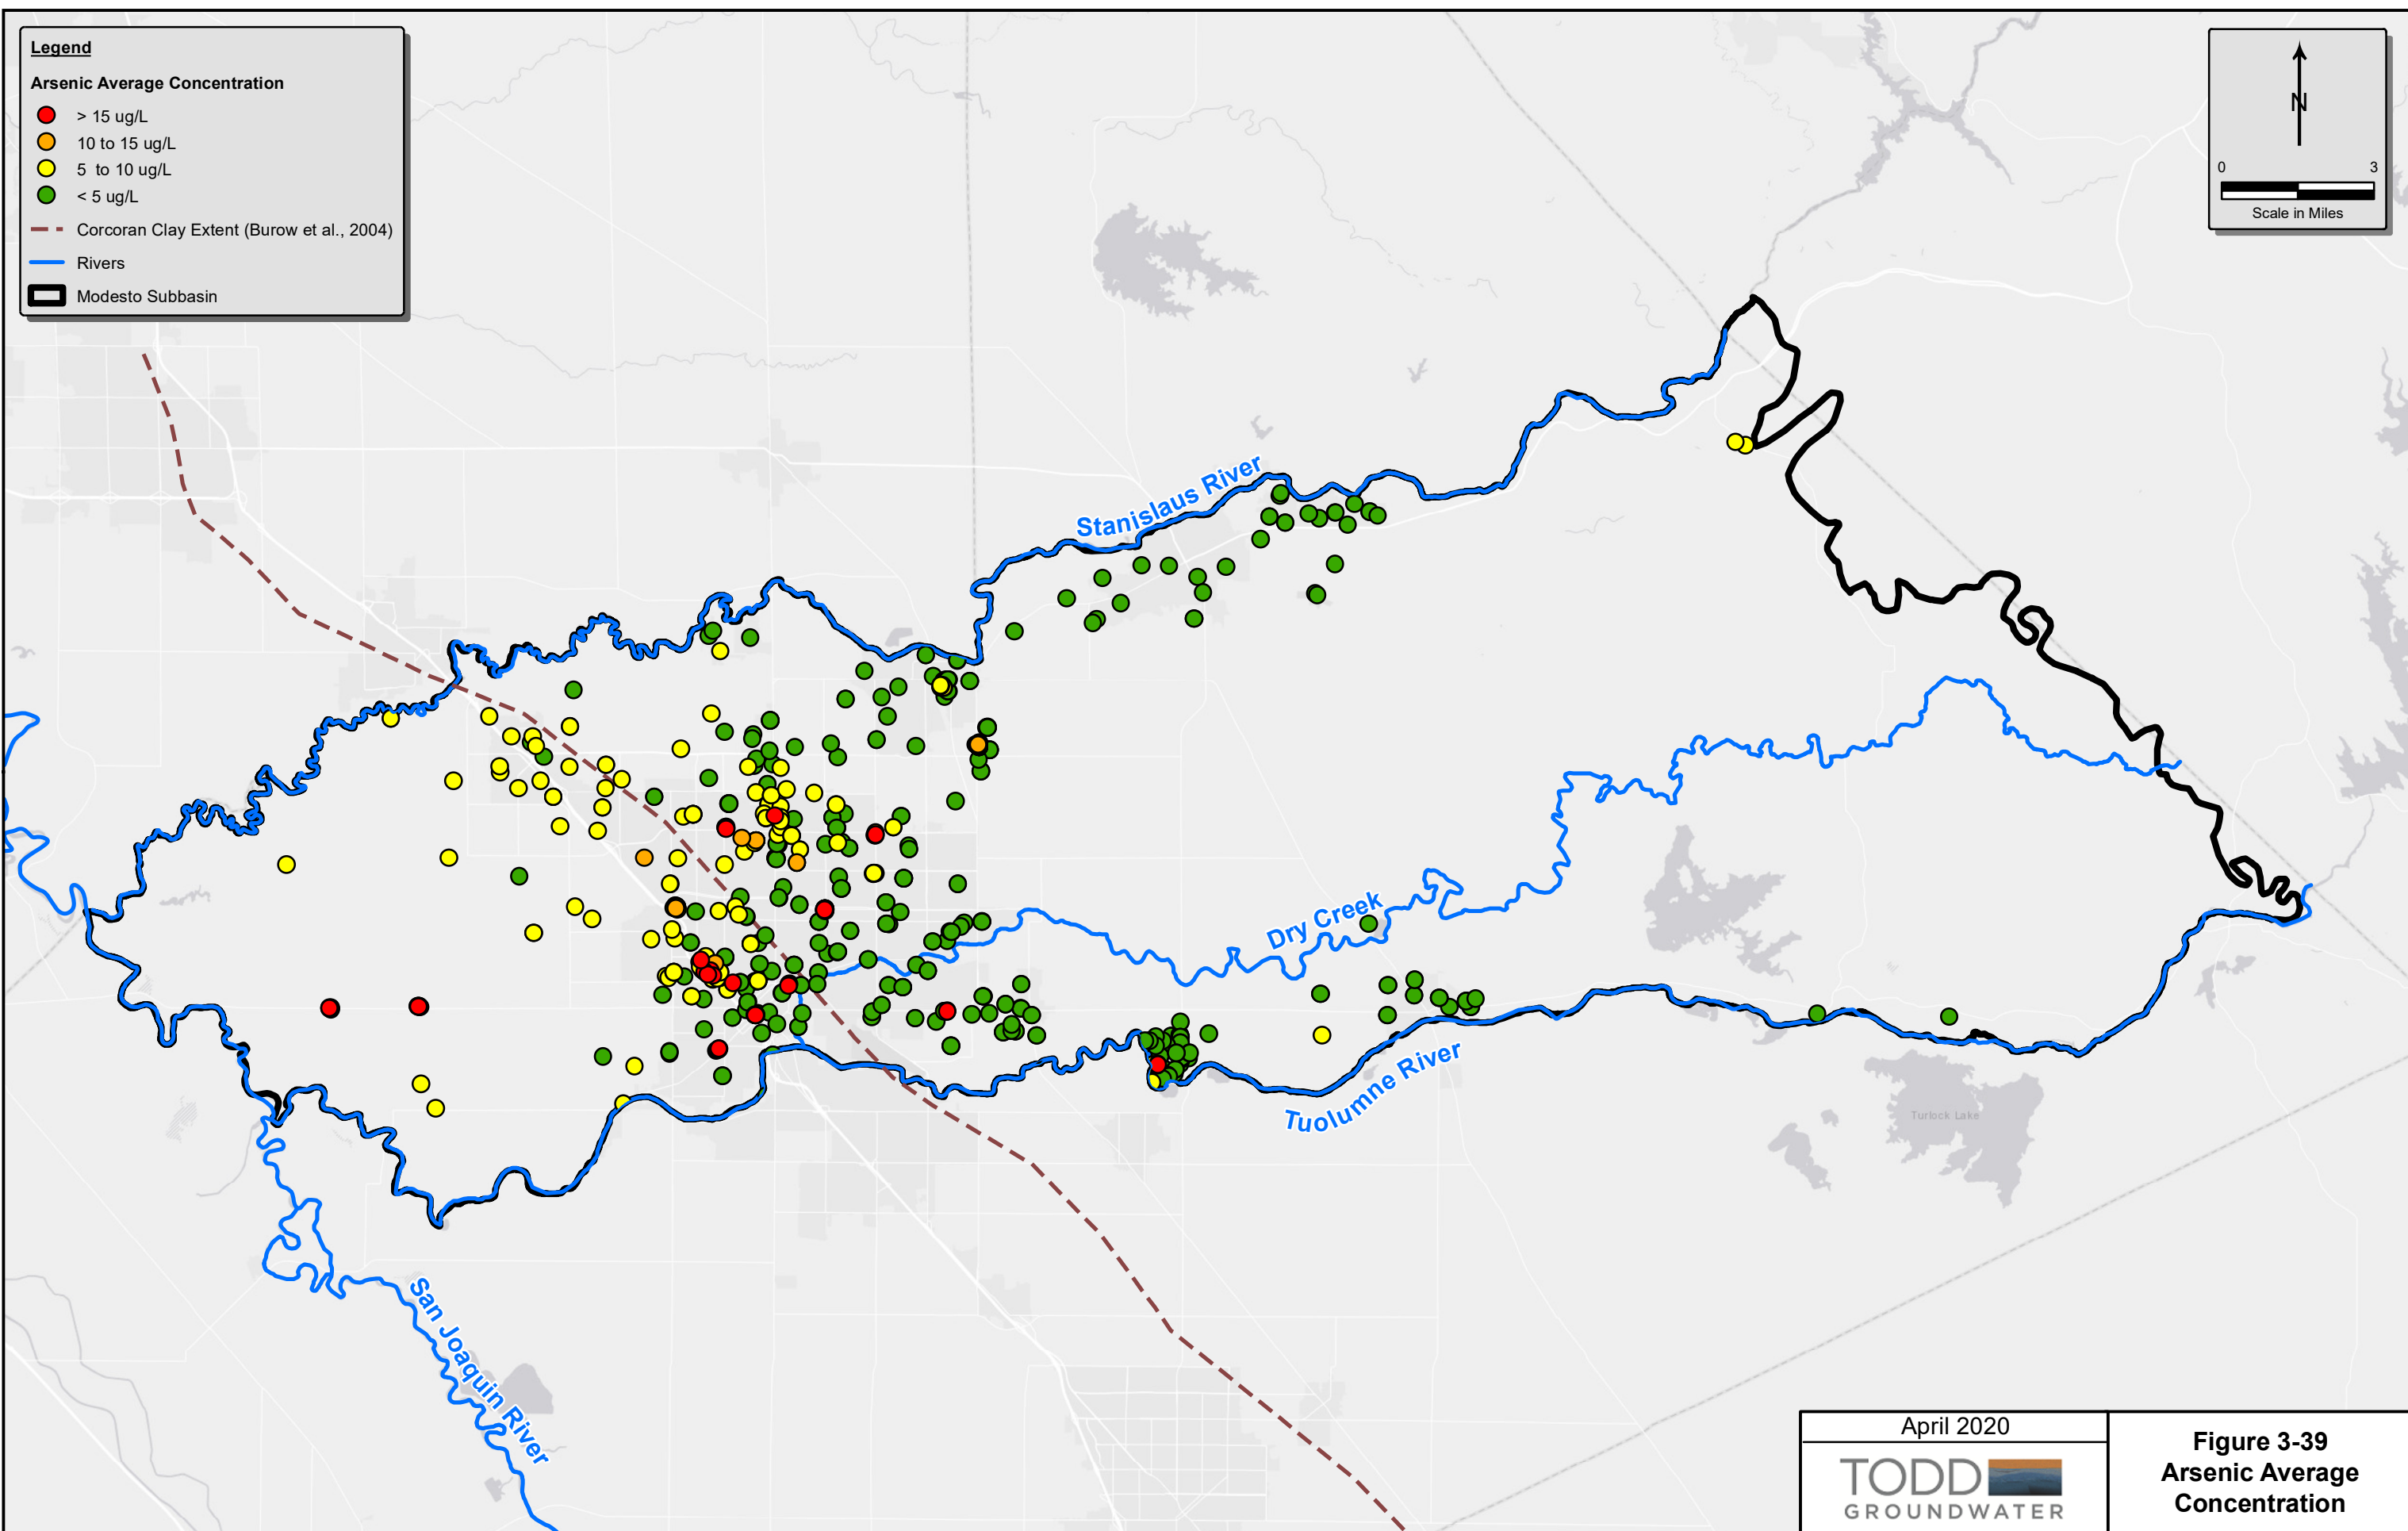 Legend
Arsenic Average Concentration
> 15 ug/L
10 to 15 ug/L
5 to 10 ug/L
< 5 ug/L
Corcoran Clay Extent (Burow et al., 2004)
Rivers
Modesto Subbasin
N
0 3
Scale in Miles
Stanislaus River
Dry Creek
Tuolumne River
Turlock Lake
San Joaquin River
April 2020
TODD
GROUNDWATER
Figure 3-39
Arsenic Average
Concentration